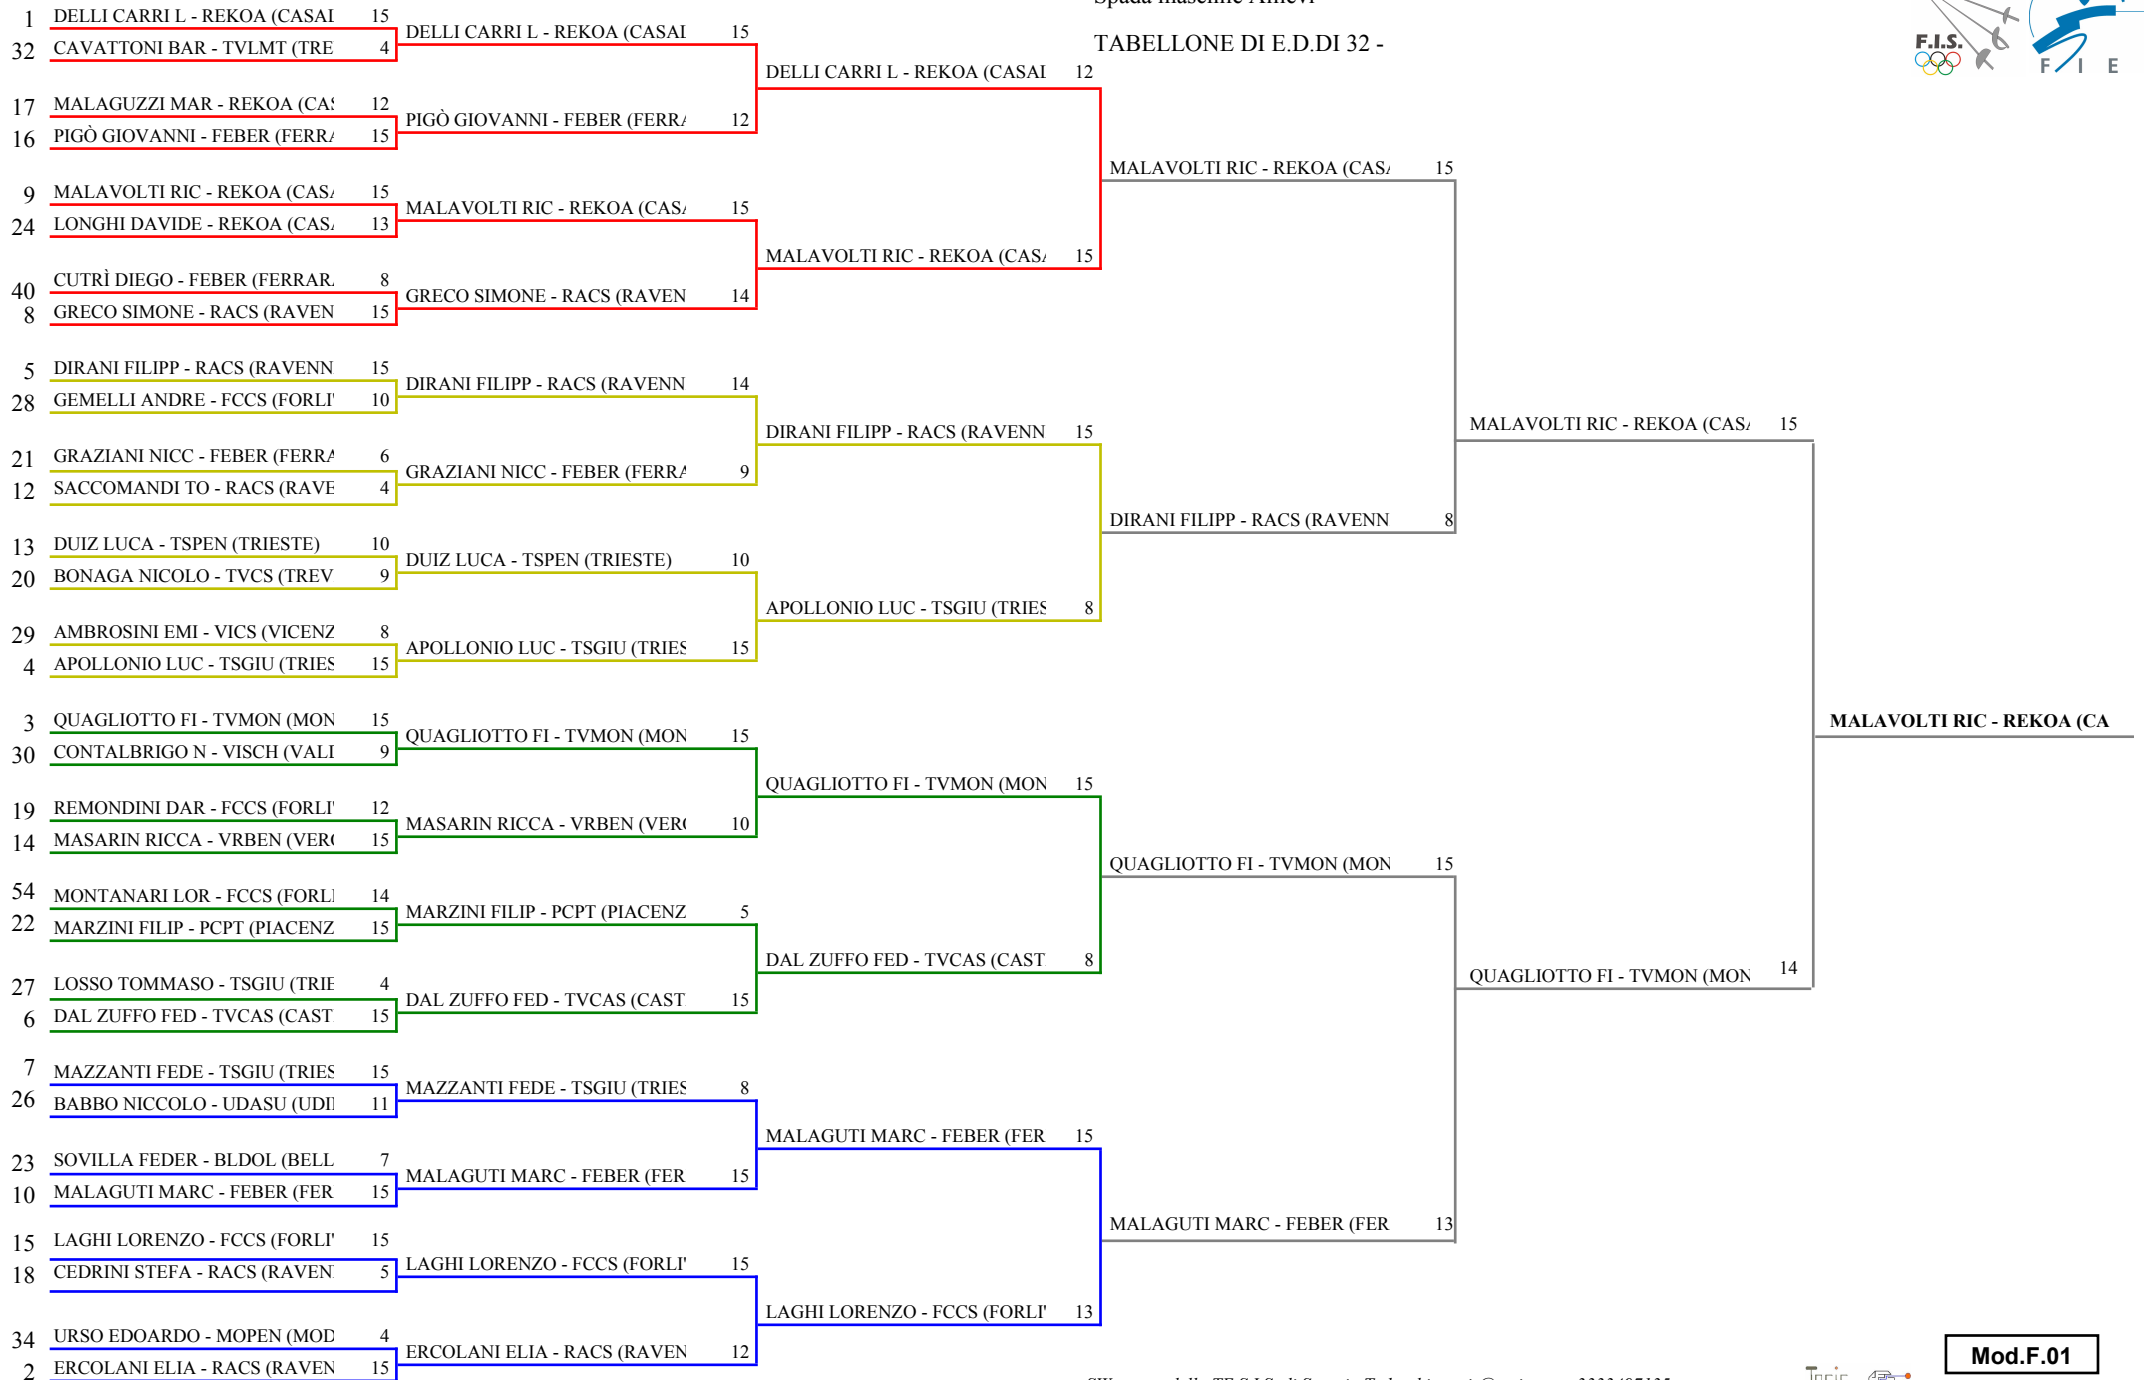 Spada maschile Allievi
TABELLONE DI E.D.DI 32 -
F.I.S.
F I E
1 DELLI CARRI L - REKOA (CASAL 15
32 CAVATTONI BAR - TVLMT (TRE 4
17 MALAGUZZI MAR - REKOA (CAS 12
16 PIGÒ GIOVANNI - FEBER (FERRA 15
9 MALAVOLTI RIC - REKOA (CASA 15
24 LONGHI DAVIDE - REKOA (CASA 13
40 CUTRÌ DIEGO - FEBER (FERRAR 8
8 GRECO SIMONE - RACS (RAVEN 15
5 DIRANI FILIPP - RACS (RAVENN 15
28 GEMELLI ANDRE - FCCS (FORLI' 10
21 GRAZIANI NICC - FEBER (FERRA 6
12 SACCOMANDI TO - RACS (RAVE 4
13 DUIZ LUCA - TSPEN (TRIESTE) 10
20 BONAGA NICOLO - TVCS (TREV 9
29 AMBROSINI EMI - VICS (VICENZ 8
4 APOLLONIO LUC - TSGIU (TRIES 15
3 QUAGLIOTTO FI - TVMON (MON 15
30 CONTALBRIGO N - VISCH (VALD 9
19 REMONDINI DAR - FCCS (FORLI' 12
14 MASARIN RICCA - VRBEN (VERO 15
54 MONTANARI LOR - FCCS (FORLI 14
22 MARZINI FILIP - PCPT (PIACENZ 15
27 LOSSO TOMMASO - TSGIU (TRIE 4
6 DAL ZUFFO FED - TVCAS (CAST 15
7 MAZZANTI FEDE - TSGIU (TRIES 15
26 BABBO NICCOLO - UDASU (UDI 11
23 SOVILLA FEDER - BLDOL (BELL 7
10 MALAGUTI MARC - FEBER (FER 15
15 LAGHI LORENZO - FCCS (FORLI' 15
18 CEDRINI STEFA - RACS (RAVEN 5
34 URSO EDOARDO - MOPEN (MOD 4
2 ERCOLANI ELIA - RACS (RAVEN 15
DELLI CARRI L - REKOA (CASAL 15
PIGÒ GIOVANNI - FEBER (FERRA 12
MALAVOLTI RIC - REKOA (CASA 15
GRECO SIMONE - RACS (RAVEN 14
DIRANI FILIPP - RACS (RAVENN 14
GRAZIANI NICC - FEBER (FERRA 9
DUIZ LUCA - TSPEN (TRIESTE) 10
APOLLONIO LUC - TSGIU (TRIES 15
QUAGLIOTTO FI - TVMON (MON 15
MASARIN RICCA - VRBEN (VERO 10
MARZINI FILIP - PCPT (PIACENZ 5
DAL ZUFFO FED - TVCAS (CAST 15
MAZZANTI FEDE - TSGIU (TRIES 8
MALAGUTI MARC - FEBER (FER 15
LAGHI LORENZO - FCCS (FORLI' 15
ERCOLANI ELIA - RACS (RAVEN 12
DELLI CARRI L - REKOA (CASAL 12
MALAVOLTI RIC - REKOA (CASA 15
DIRANI FILIPP - RACS (RAVENN 15
APOLLONIO LUC - TSGIU (TRIES 8
QUAGLIOTTO FI - TVMON (MON 15
DAL ZUFFO FED - TVCAS (CAST 8
MALAGUTI MARC - FEBER (FER 15
LAGHI LORENZO - FCCS (FORLI' 13
MALAVOLTI RIC - REKOA (CASA 15
DIRANI FILIPP - RACS (RAVENN 8
QUAGLIOTTO FI - TVMON (MON 15
MALAGUTI MARC - FEBER (FER 13
MALAVOLTI RIC - REKOA (CASA 15
QUAGLIOTTO FI - TVMON (MON 14
MALAVOLTI RIC - REKOA (CA
Mod.F.01